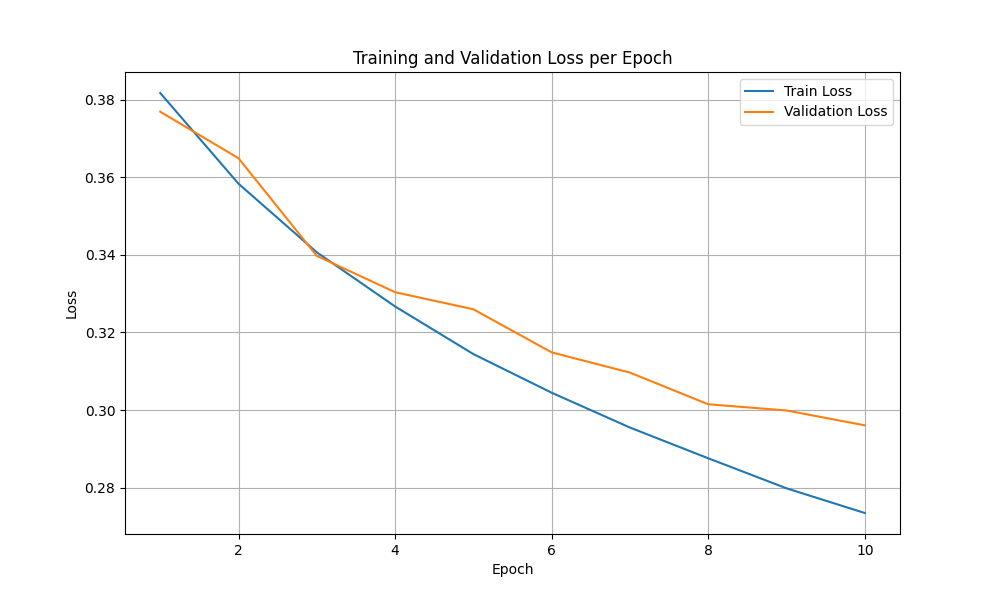 Training and Validation Loss per Epoch
Train Loss
Validation Loss
0.38
0.36
0.34
0.32
0.30
0.28
Loss
2 4 6 8 10
Epoch